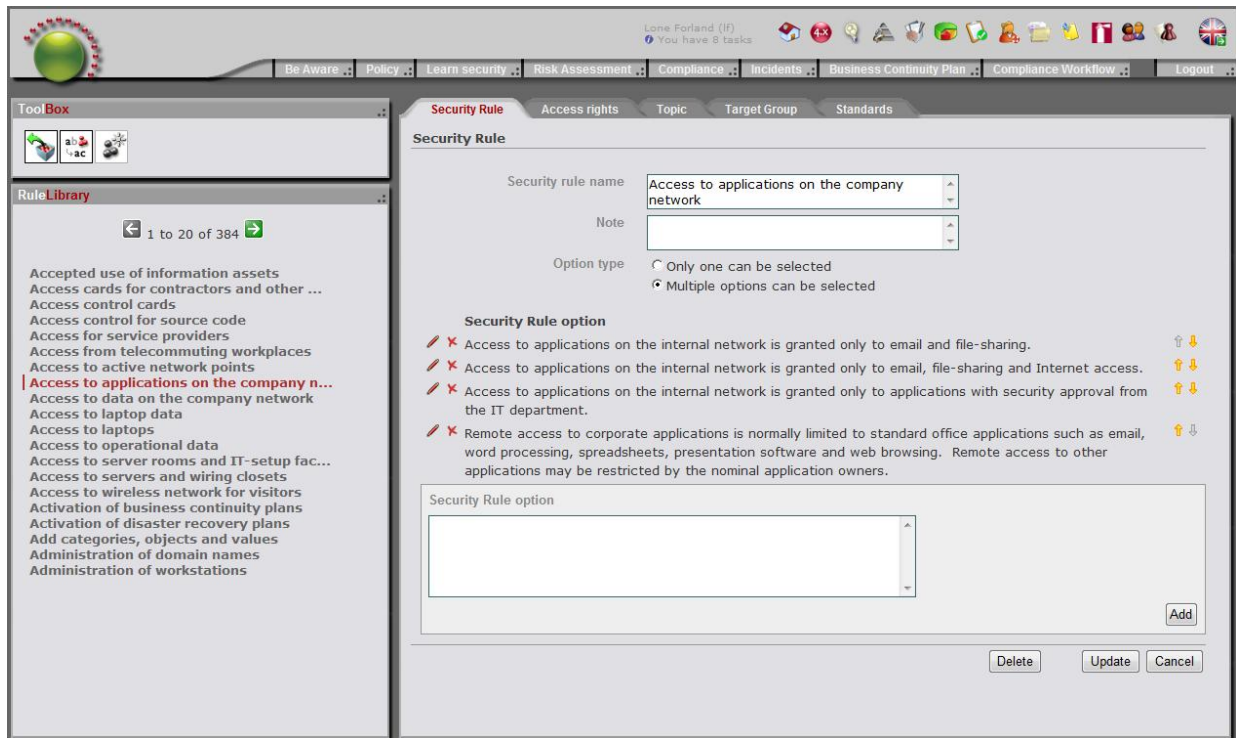 Lone Forland (lf)
You have 8 tasks
Be Aware .: Policy .: Learn security .: Risk Assessment .: Compliance .: Incidents .: Business Continuity Plan .: Compliance Workflow .: Logout .:
ToolBox .:
ab
ac
RuleLibrary .:
1 to 20 of 384
Accepted use of information assets
Access cards for contractors and other ...
Access control cards
Access control for source code
Access for service providers
Access from telecommuting workplaces
Access to active network points
Access to applications on the company n...
Access to data on the company network
Access to laptop data
Access to laptops
Access to operational data
Access to server rooms and IT-setup fac...
Access to servers and wiring closets
Access to wireless network for visitors
Activation of business continuity plans
Activation of disaster recovery plans
Add categories, objects and values
Administration of domain names
Administration of workstations
Security Rule Access rights Topic Target Group Standards
Security Rule
Security rule name
Access to applications on the company
network
Note
Option type
Only one can be selected
Multiple options can be selected
Security Rule option
Access to applications on the internal network is granted only to email and file-sharing.
Access to applications on the internal network is granted only to email, file-sharing and Internet access.
Access to applications on the internal network is granted only to applications with security approval from
the IT department.
Remote access to corporate applications is normally limited to standard office applications such as email,
word processing, spreadsheets, presentation software and web browsing. Remote access to other
applications may be restricted by the nominal application owners.
Security Rule option
Add
Delete Update Cancel